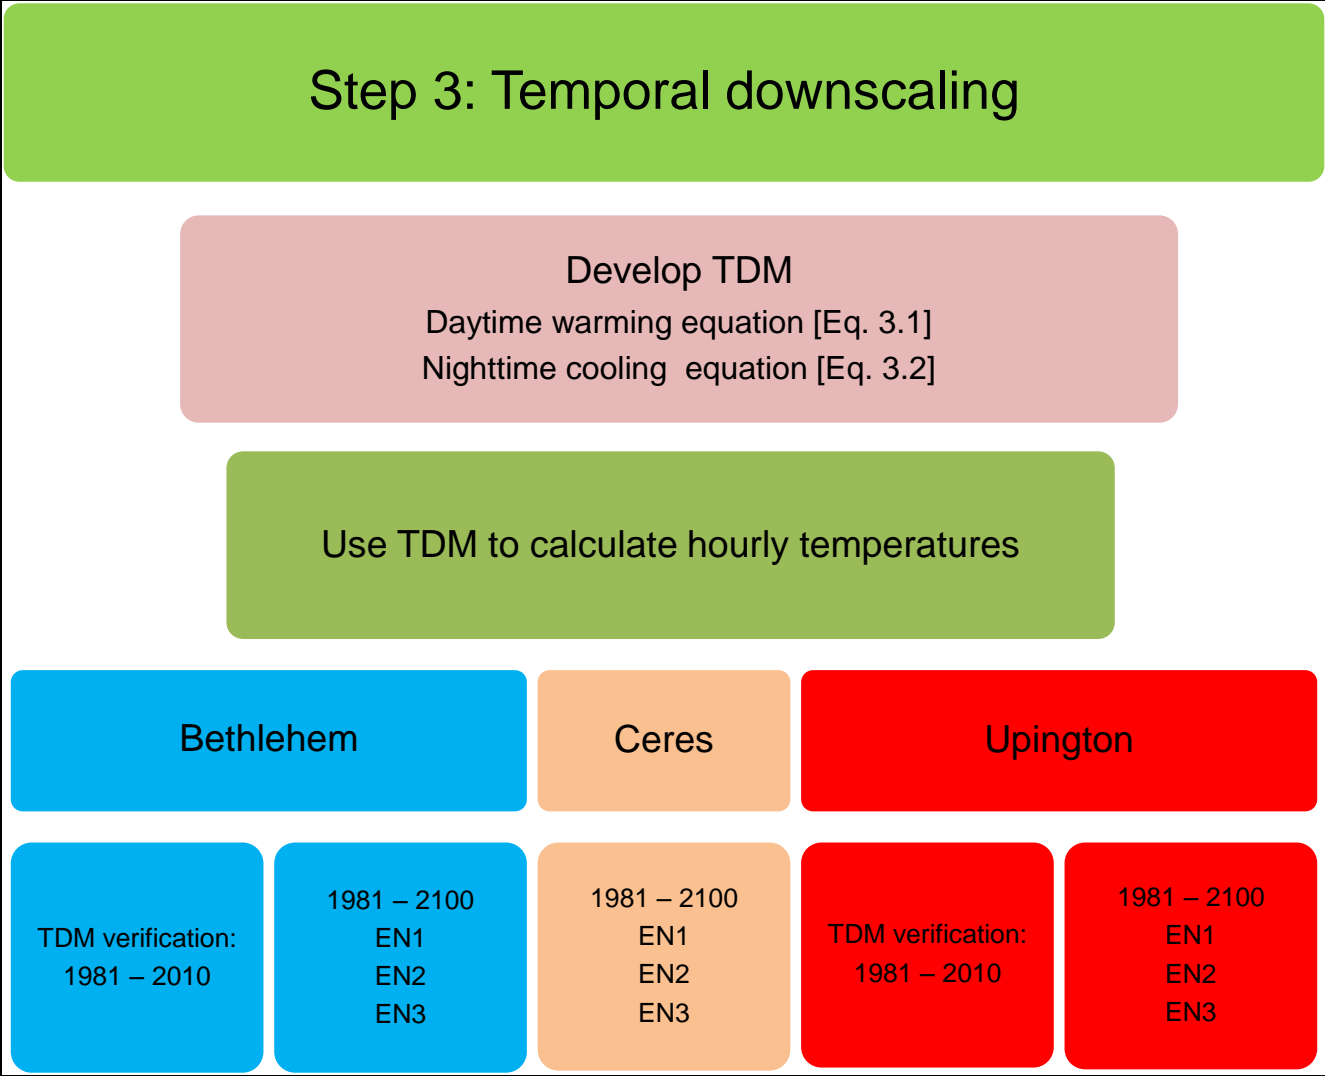 Step 3: Temporal downscaling
Develop TDM
Daytime warming equation [Eq. 3.1]
Nighttime cooling  equation [Eq. 3.2]
Use TDM to calculate hourly temperatures
Bethlehem
Ceres
Upington
TDM verification:
1981 – 2010
1981 – 2100
EN1
EN2
EN3
1981 – 2100
EN1
EN2
EN3
TDM verification:
1981 – 2010
1981 – 2100
EN1
EN2
EN3